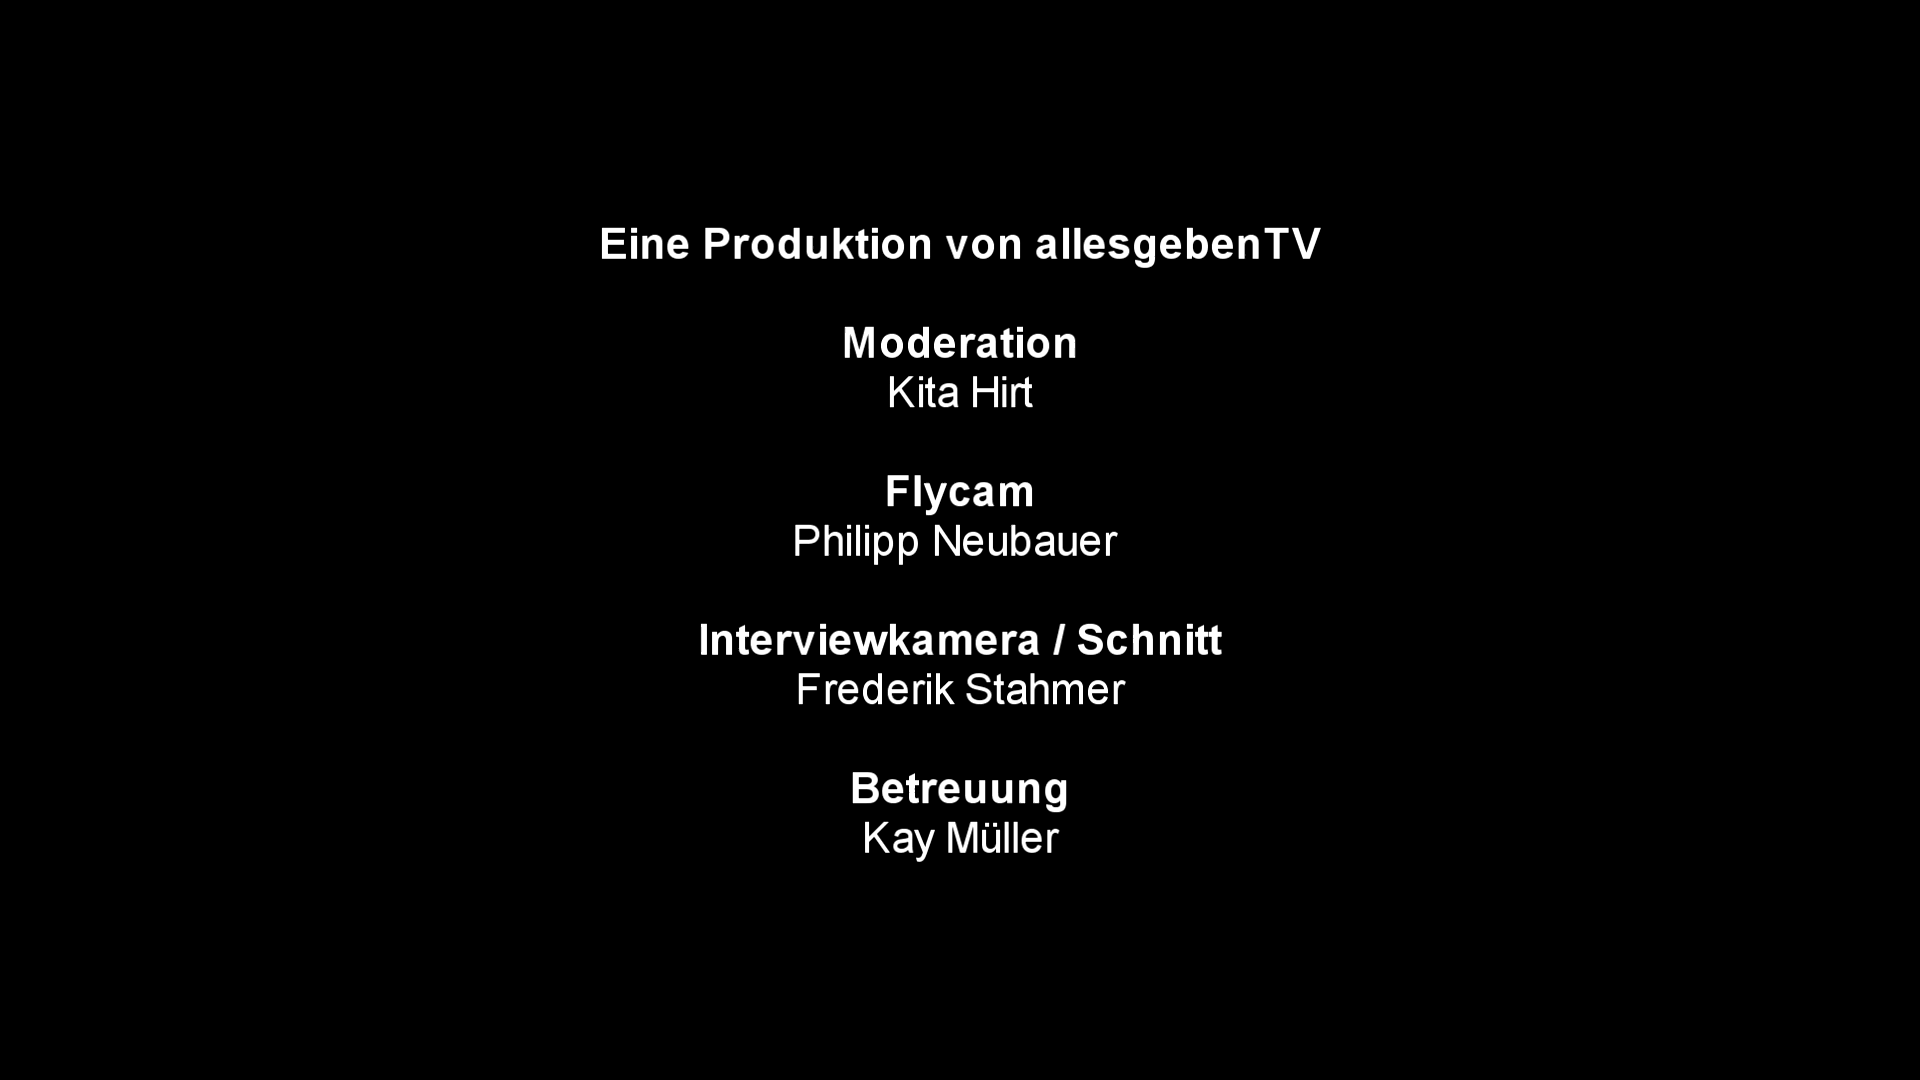 Eine Produktion von allesgebenTV
Moderation
Kita Hirt
Flycam
Philipp Neubauer
Interviewkamera / Schnitt
Frederik Stahmer
Betreuung
Kay Müller